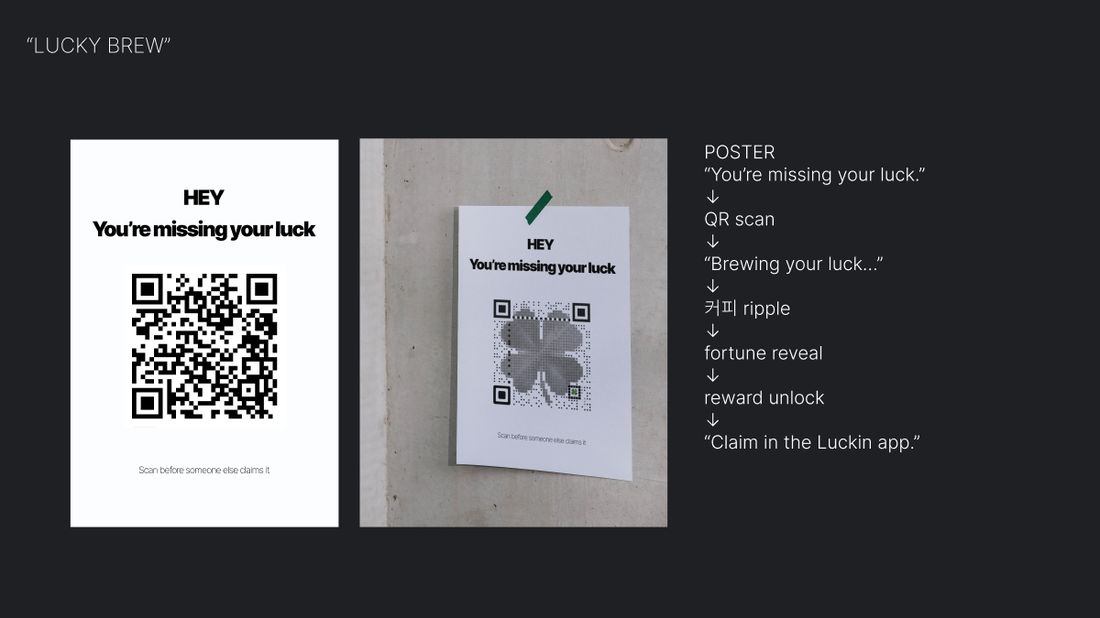 “LUCKY BREW”
HEY
You’re missing your luck
Scan before someone else claims it
HEY
You’re missing your luck
Scan before someone else claims it
POSTER
“You’re missing your luck.”
↓
QR scan
↓
“Brewing your luck...”
↓
커피 ripple
↓
fortune reveal
↓
reward unlock
↓
“Claim in the Luckin app.”